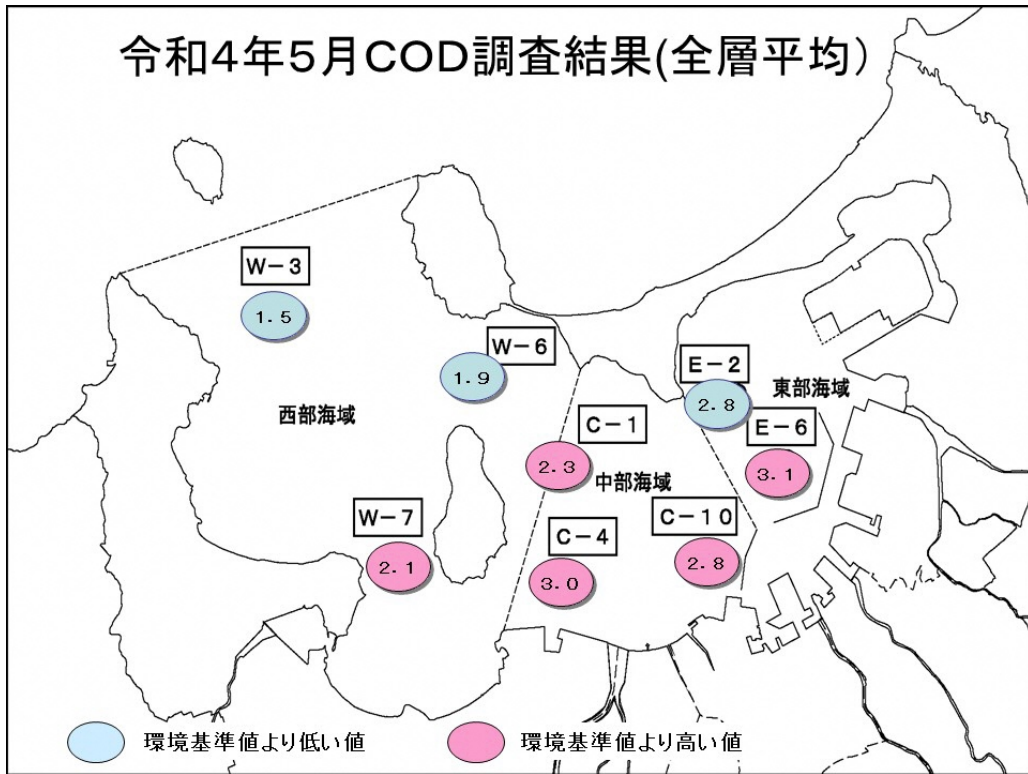 令和4年5月COD調査結果(全層平均）
W-3
1.5
W-6
1.9
西部海域
E-2
2.8
東部海域
E-6
3.1
C-1
2.3
中部海域
C-10
2.8
W-7
2.1
C-4
3.0
環境基準値より低い値
環境基準値より高い値